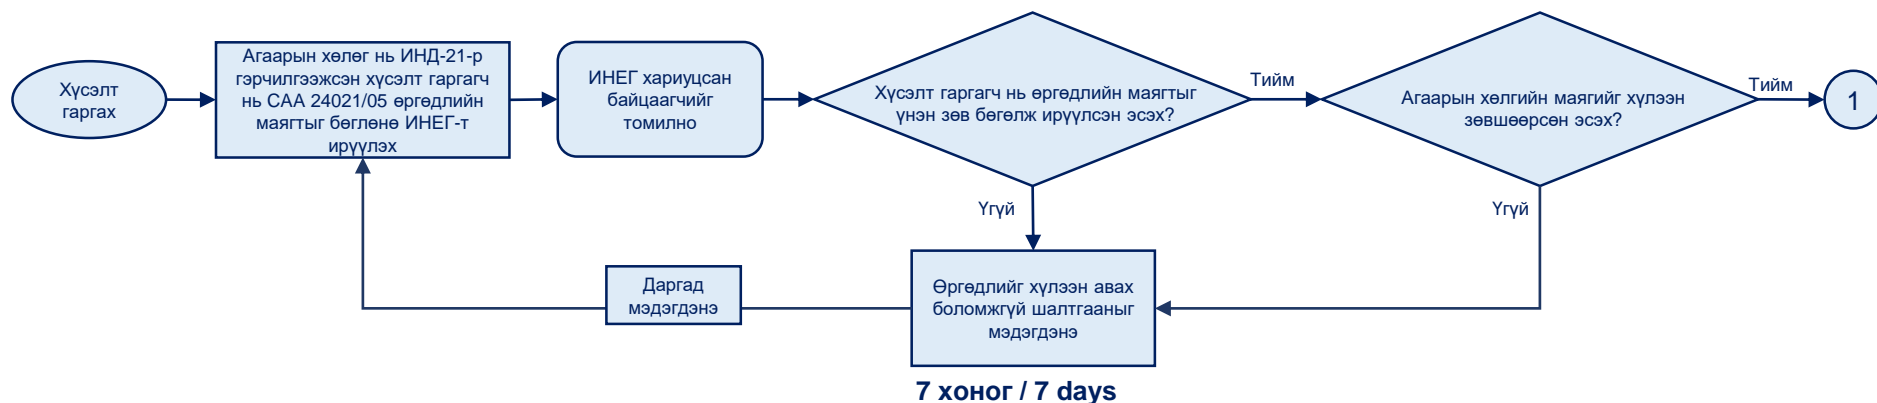 Хүсэлт
гаргах
Агаарын хөлөг нь ИНД-21-р
гэрчилгээжсэн хүсэлт гаргагч
нь САА 24021/05 өргөдлийн
маягтыг бөглөнө ИНЕГ-т
ирүүлэх
ИНЕГ хариуцсан
байцаагчийг
томилно
Хүсэлт гаргагч нь өргөдлийн маягтыг
үнэн зөв бөгөлж ирүүлсэн эсэх?
Тийм
Агаарын хөлгийн маягийг хүлээн
зөвшөөрсөн эсэх?
Тийм
1
Үгүй
Үгүй
Даргад
мэдэгдэнэ
Өргөдлийг хүлээн авах
боломжгүй шалтгааныг
мэдэгдэнэ
7 хоног / 7 days